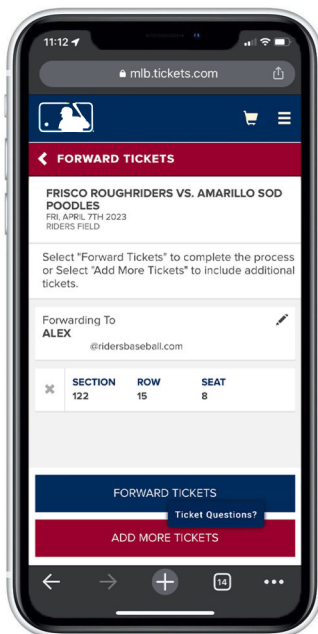 11:12
mlb.tickets.com
FORWARD TICKETS
FRISCO ROUGHRIDERS VS. AMARILLO SOD
POODLES
FRI, APRIL 7TH 2023
RIDERS FIELD
Select "Forward Tickets" to complete the process
or Select "Add More Tickets" to include additional
tickets.
Forwarding To
ALEX
@ridersbaseball.com
SECTION ROW SEAT
122 15 8
FORWARD TICKETS
Ticket Questions?
ADD MORE TICKETS
14